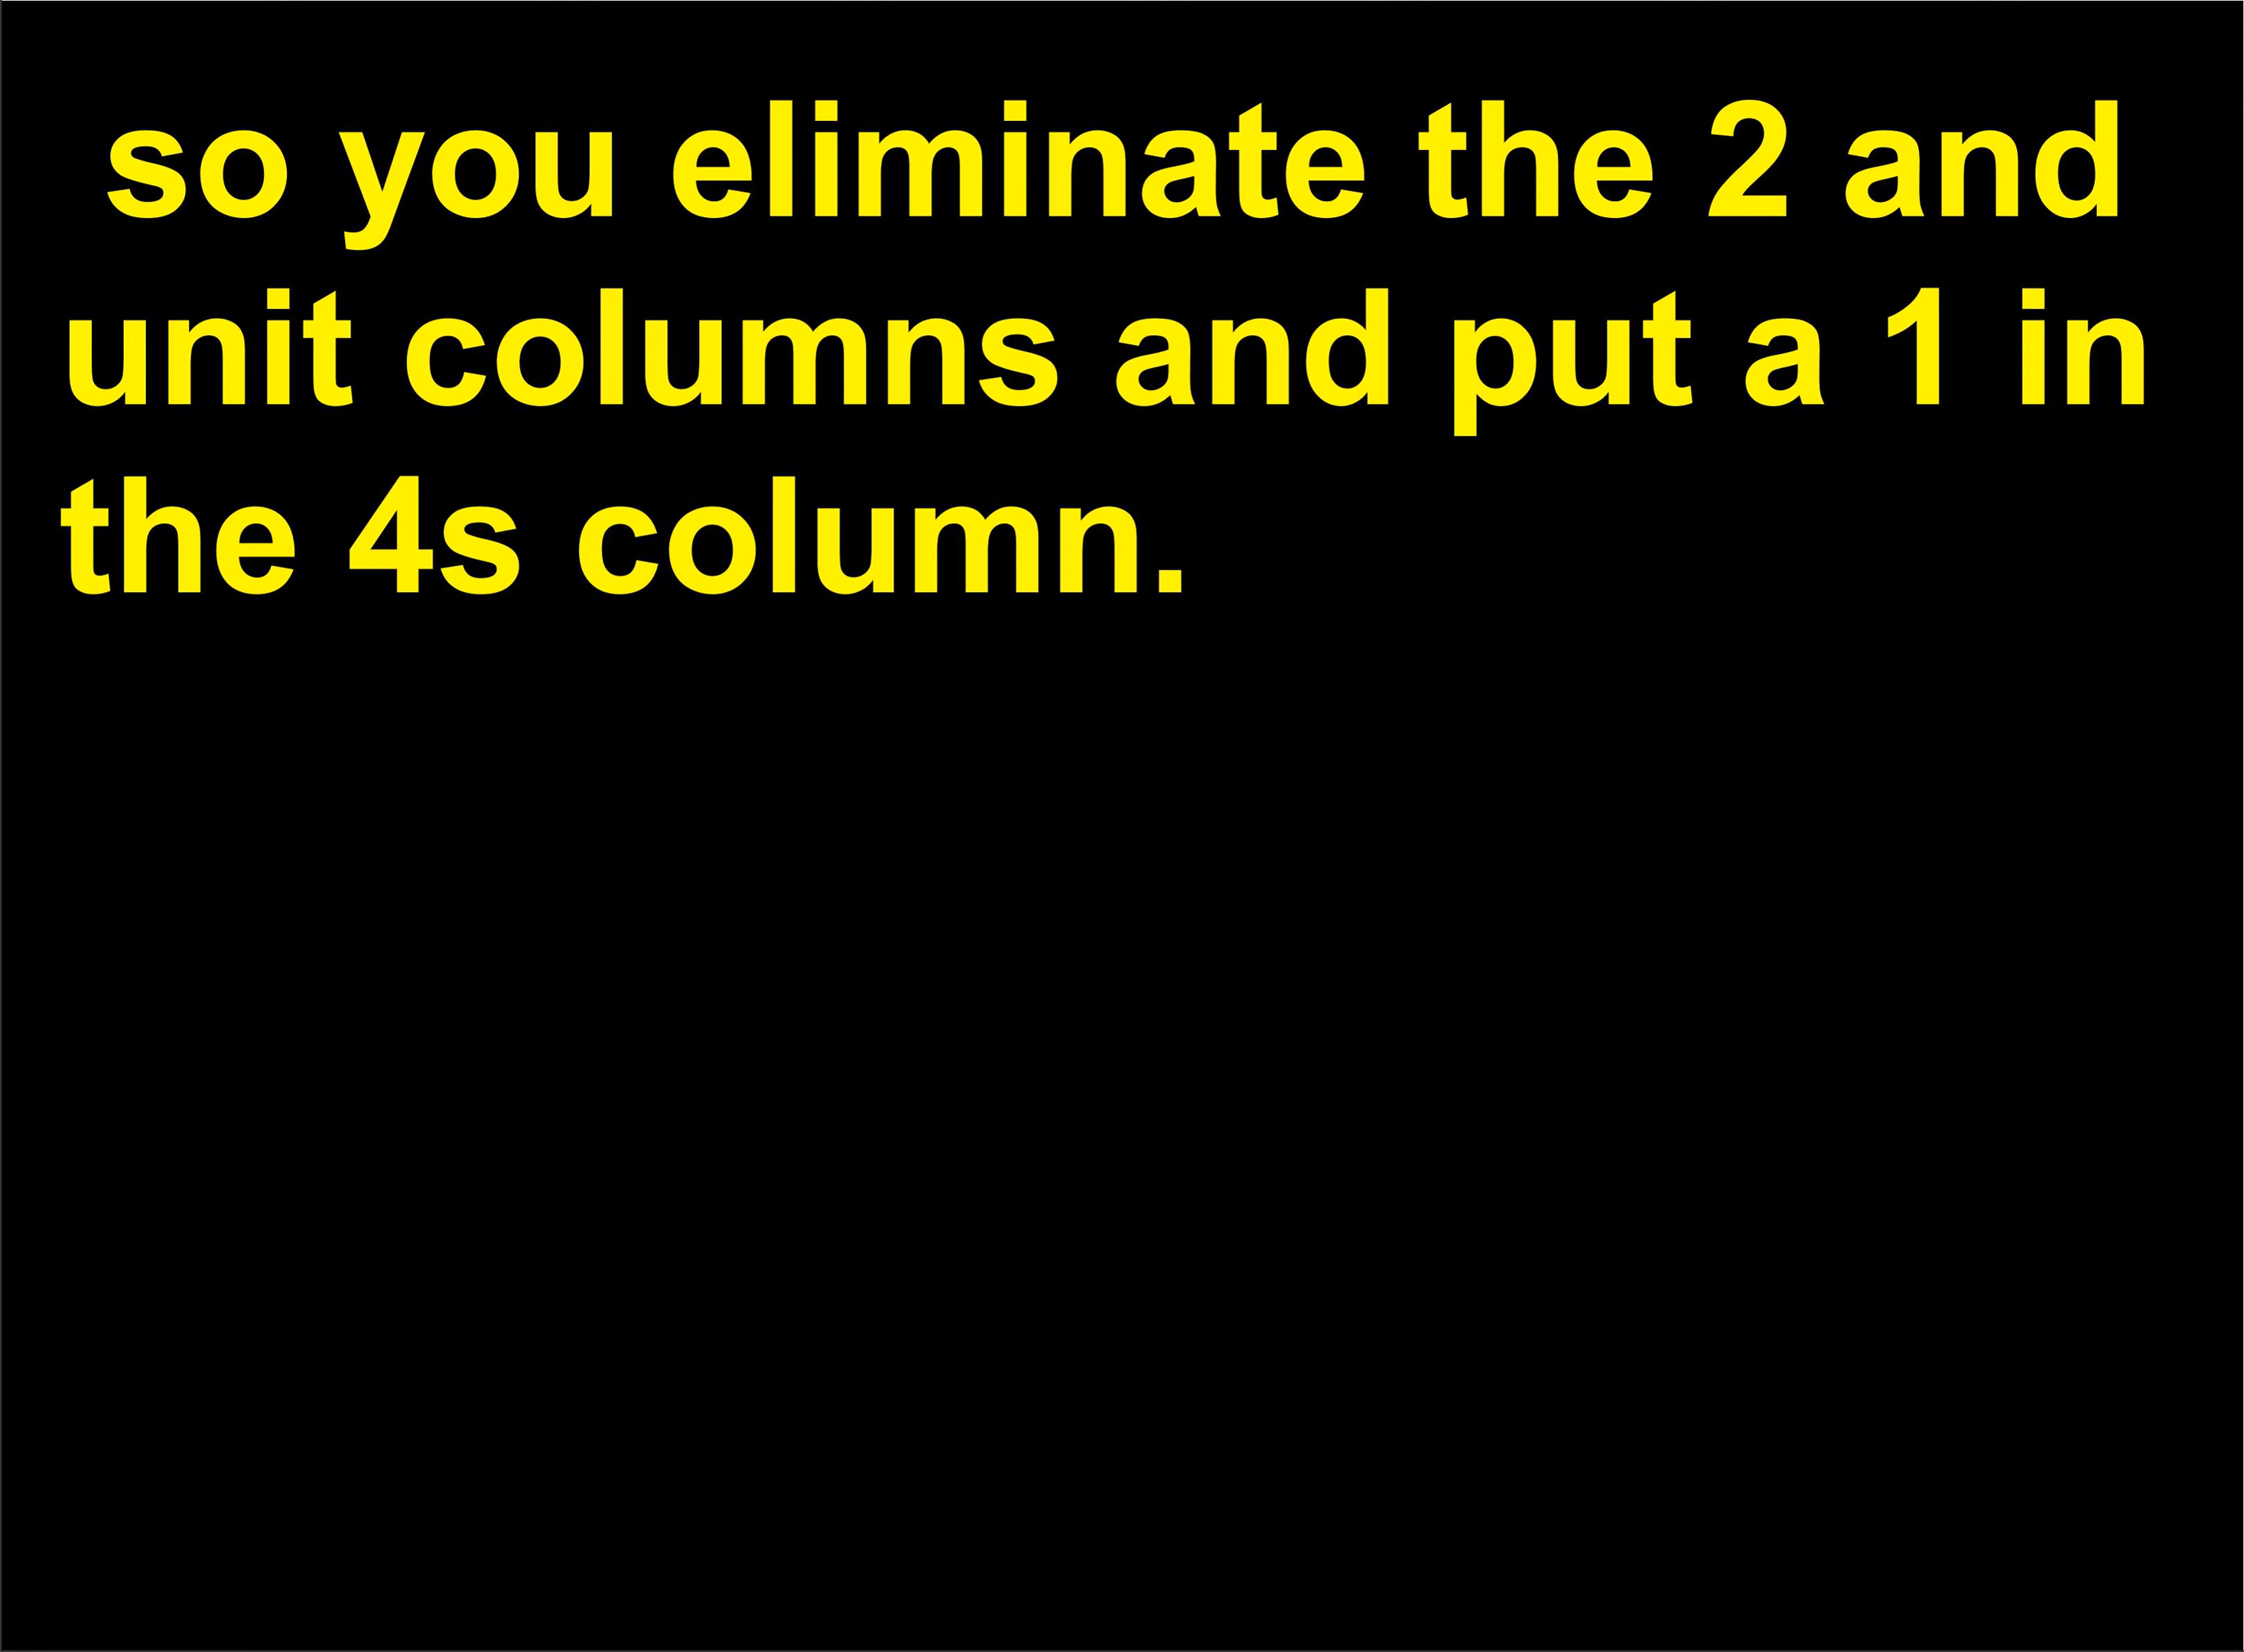 so you eliminate the 2 and
unit columns and put a 1 in
the 4s column.